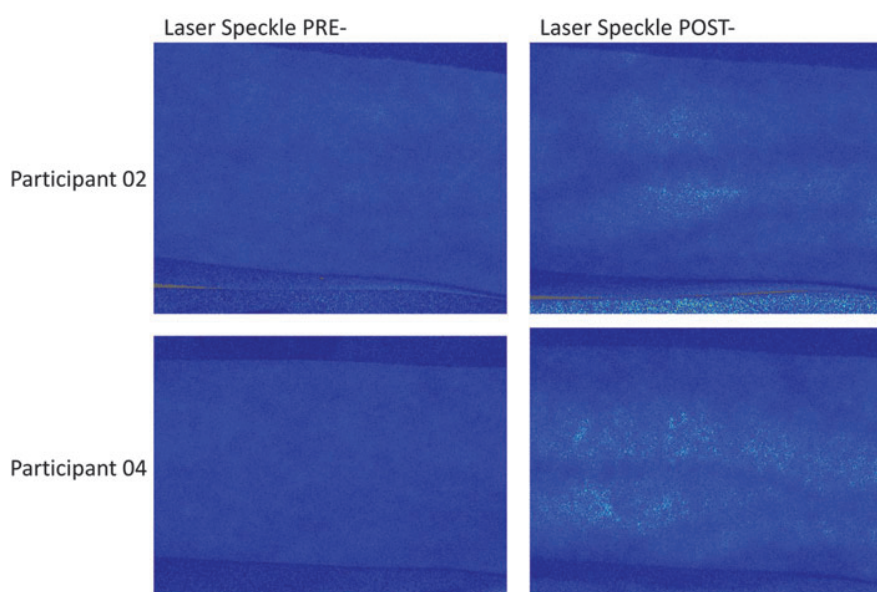 Laser Speckle PRE-
Laser Speckle POST-
Participant 02
Participant 04